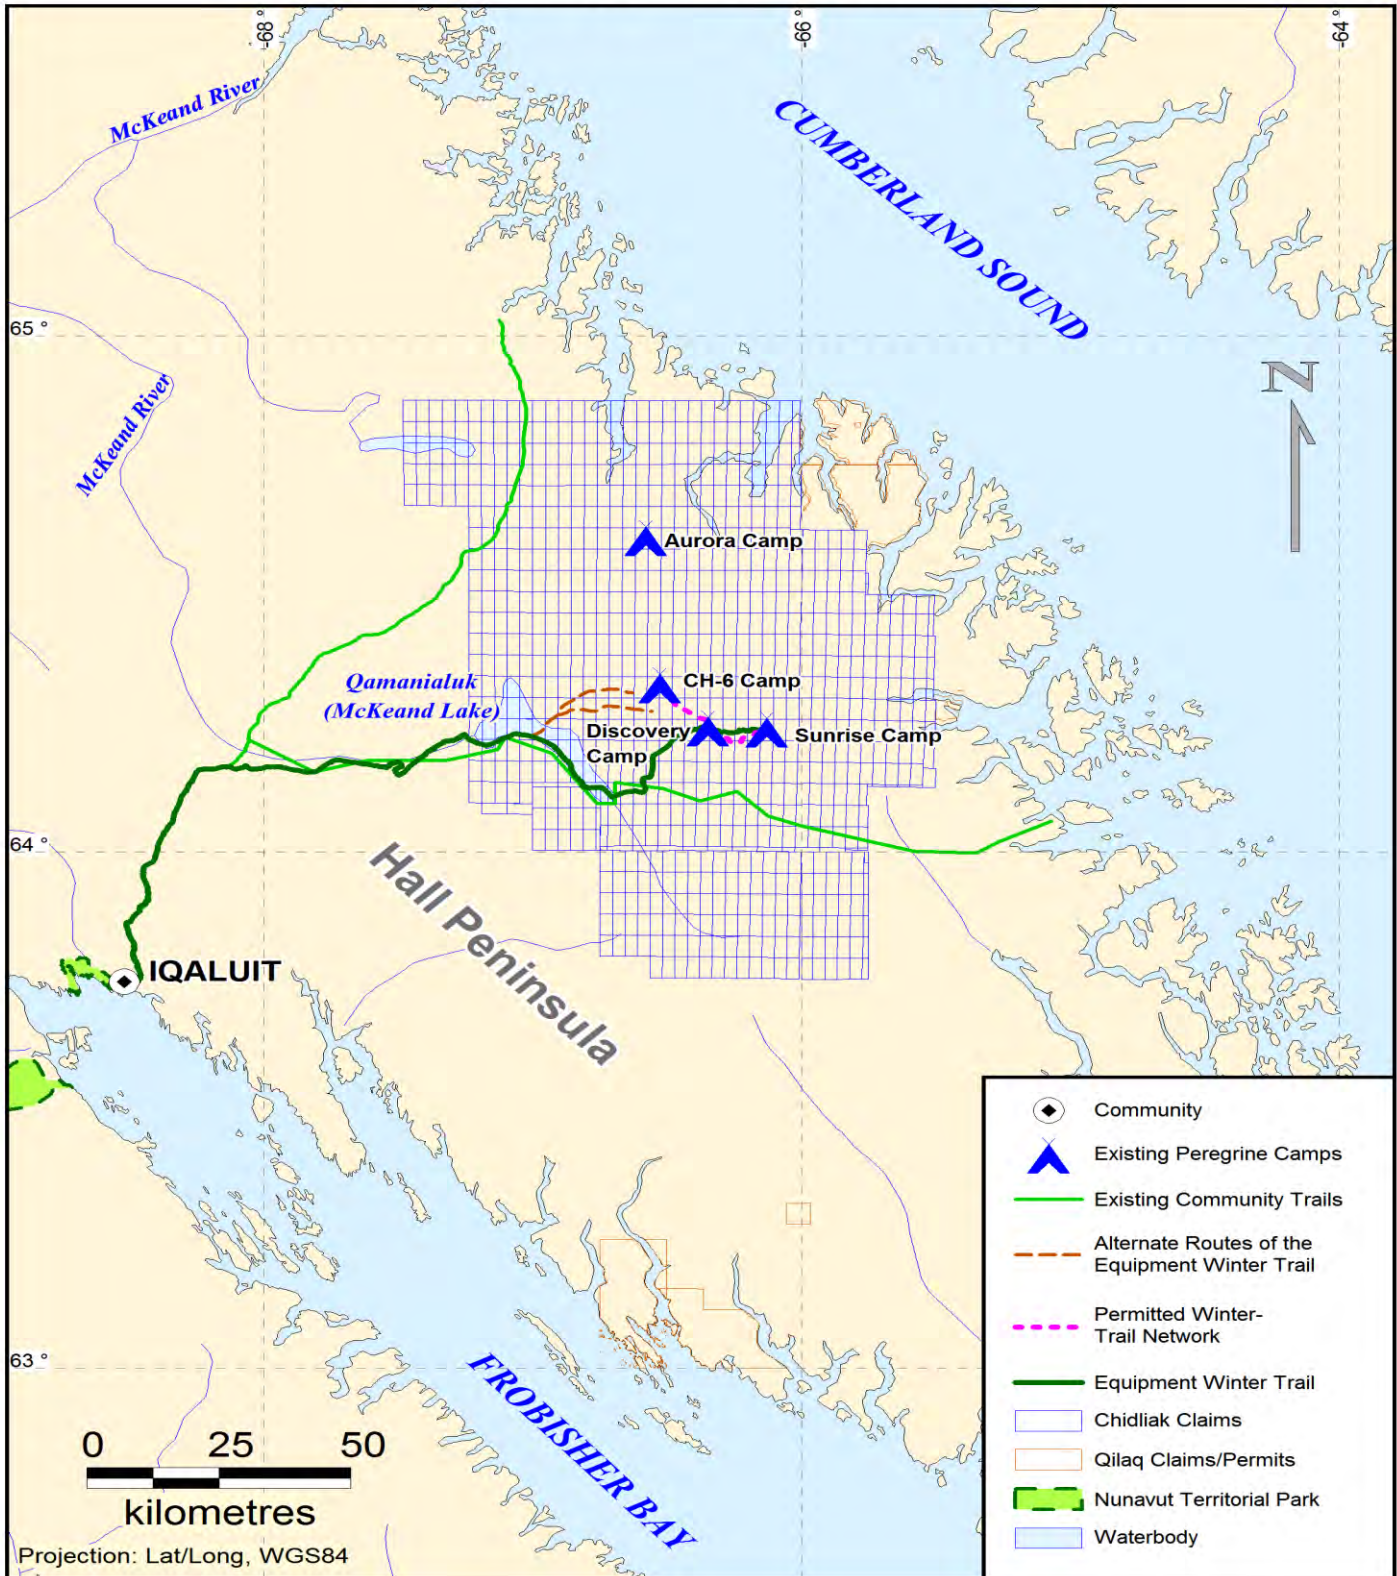 -68 °
-66 °
-64 °
McKeand River
CUMBERLAND SOUND
65 °
N
McKeand River
Aurora Camp
Qamanialuk
(McKeand Lake)
CH-6 Camp
Discovery
Camp
Sunrise Camp
64 °
Hall Peninsula
IQALUIT
63 °
FROBISHER BAY
0 25 50
kilometres
Projection: Lat/Long, WGS84
Community
Existing Peregrine Camps
Existing Community Trails
Alternate Routes of the
Equipment Winter Trail
Permitted Winter-
Trail Network
Equipment Winter Trail
Chidliak Claims
Qilaq Claims/Permits
Nunavut Territorial Park
Waterbody